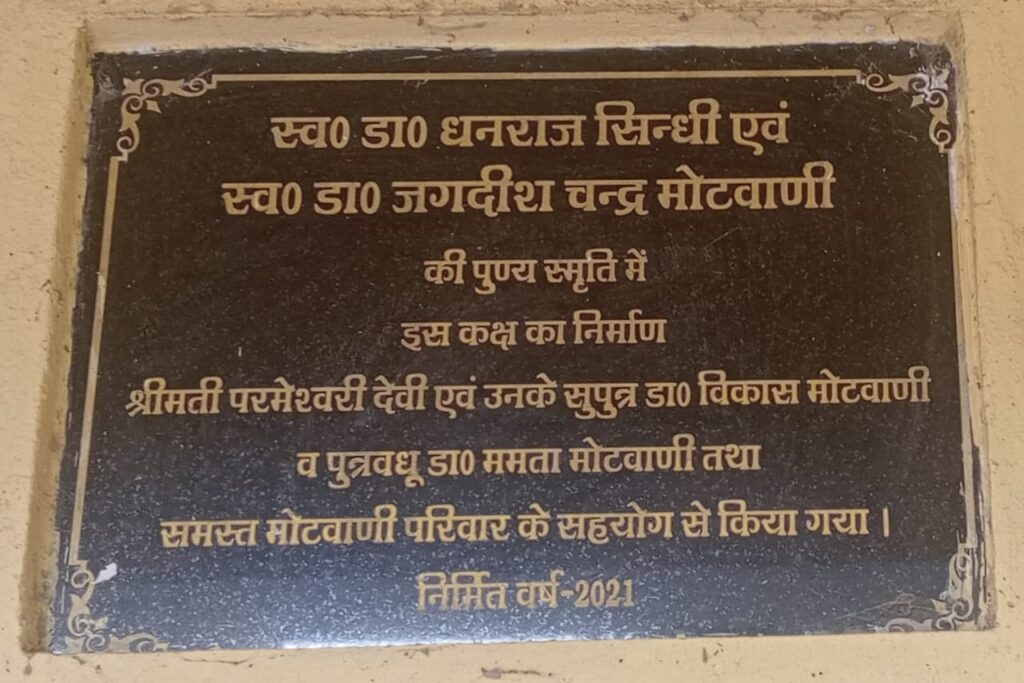 स्व0 डा0 धनराज सिन्धी एवं
स्व0 डा0 जगदीश चन्द्र मोटवाणी
की पुण्य स्मृति में
इस कक्ष का निर्माण
श्रीमती परमेश्वरी देवी एवं उनके सुपुत्र डा0 विकास मोटवाणी
व पुत्रवधू डा0 ममता मोटवाणी तथा
समस्त मोटवाणी परिवार के सहयोग से किया गया ।
निर्मित वर्ष-2021